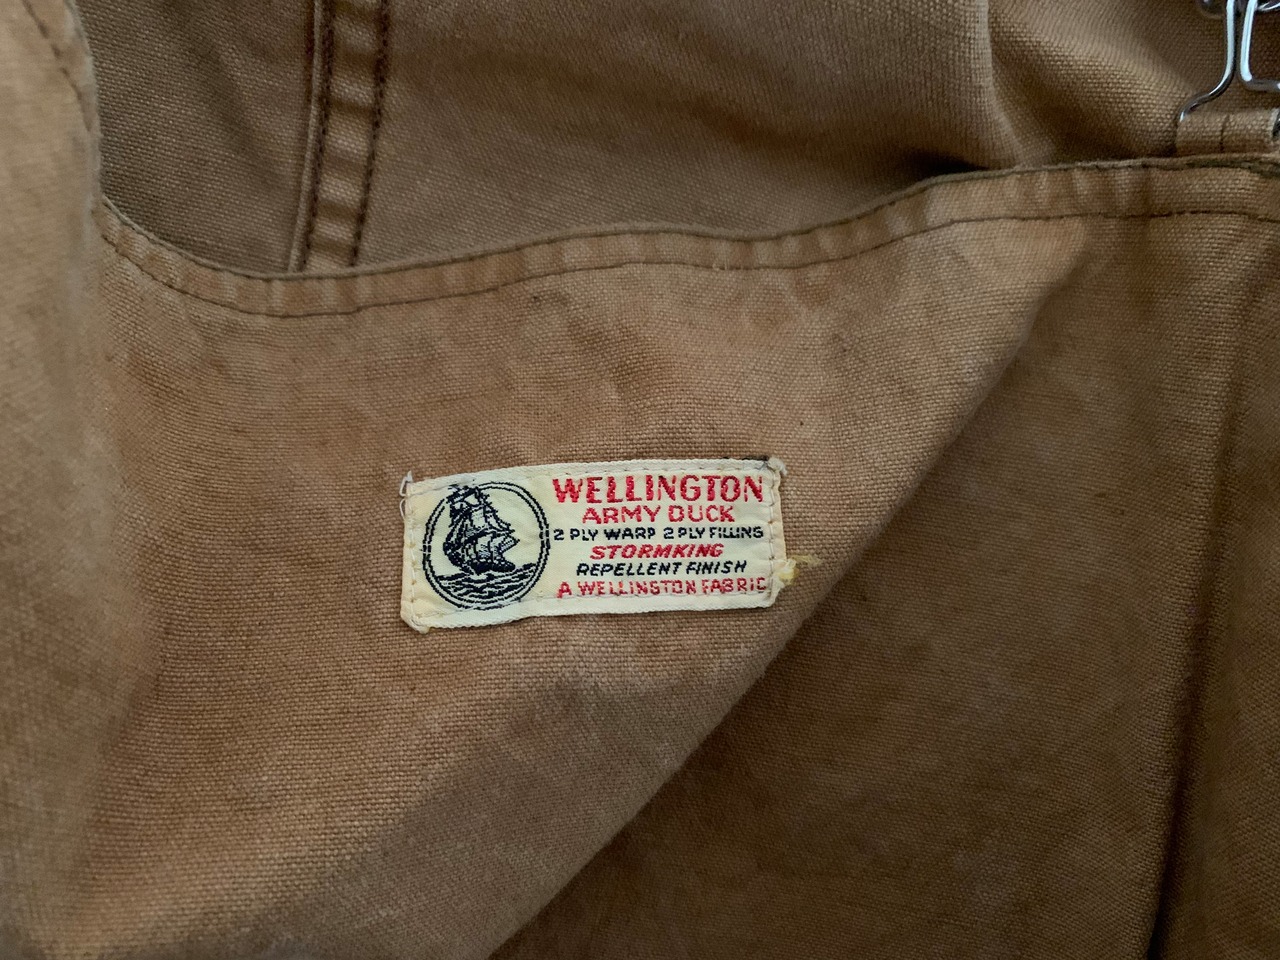 WELLINGTON
ARMY DUCK
2 PLY WARP 2 PLY FILLING
STORMKING
REPELLENT FINISH
A WELLINGTON FABRIC